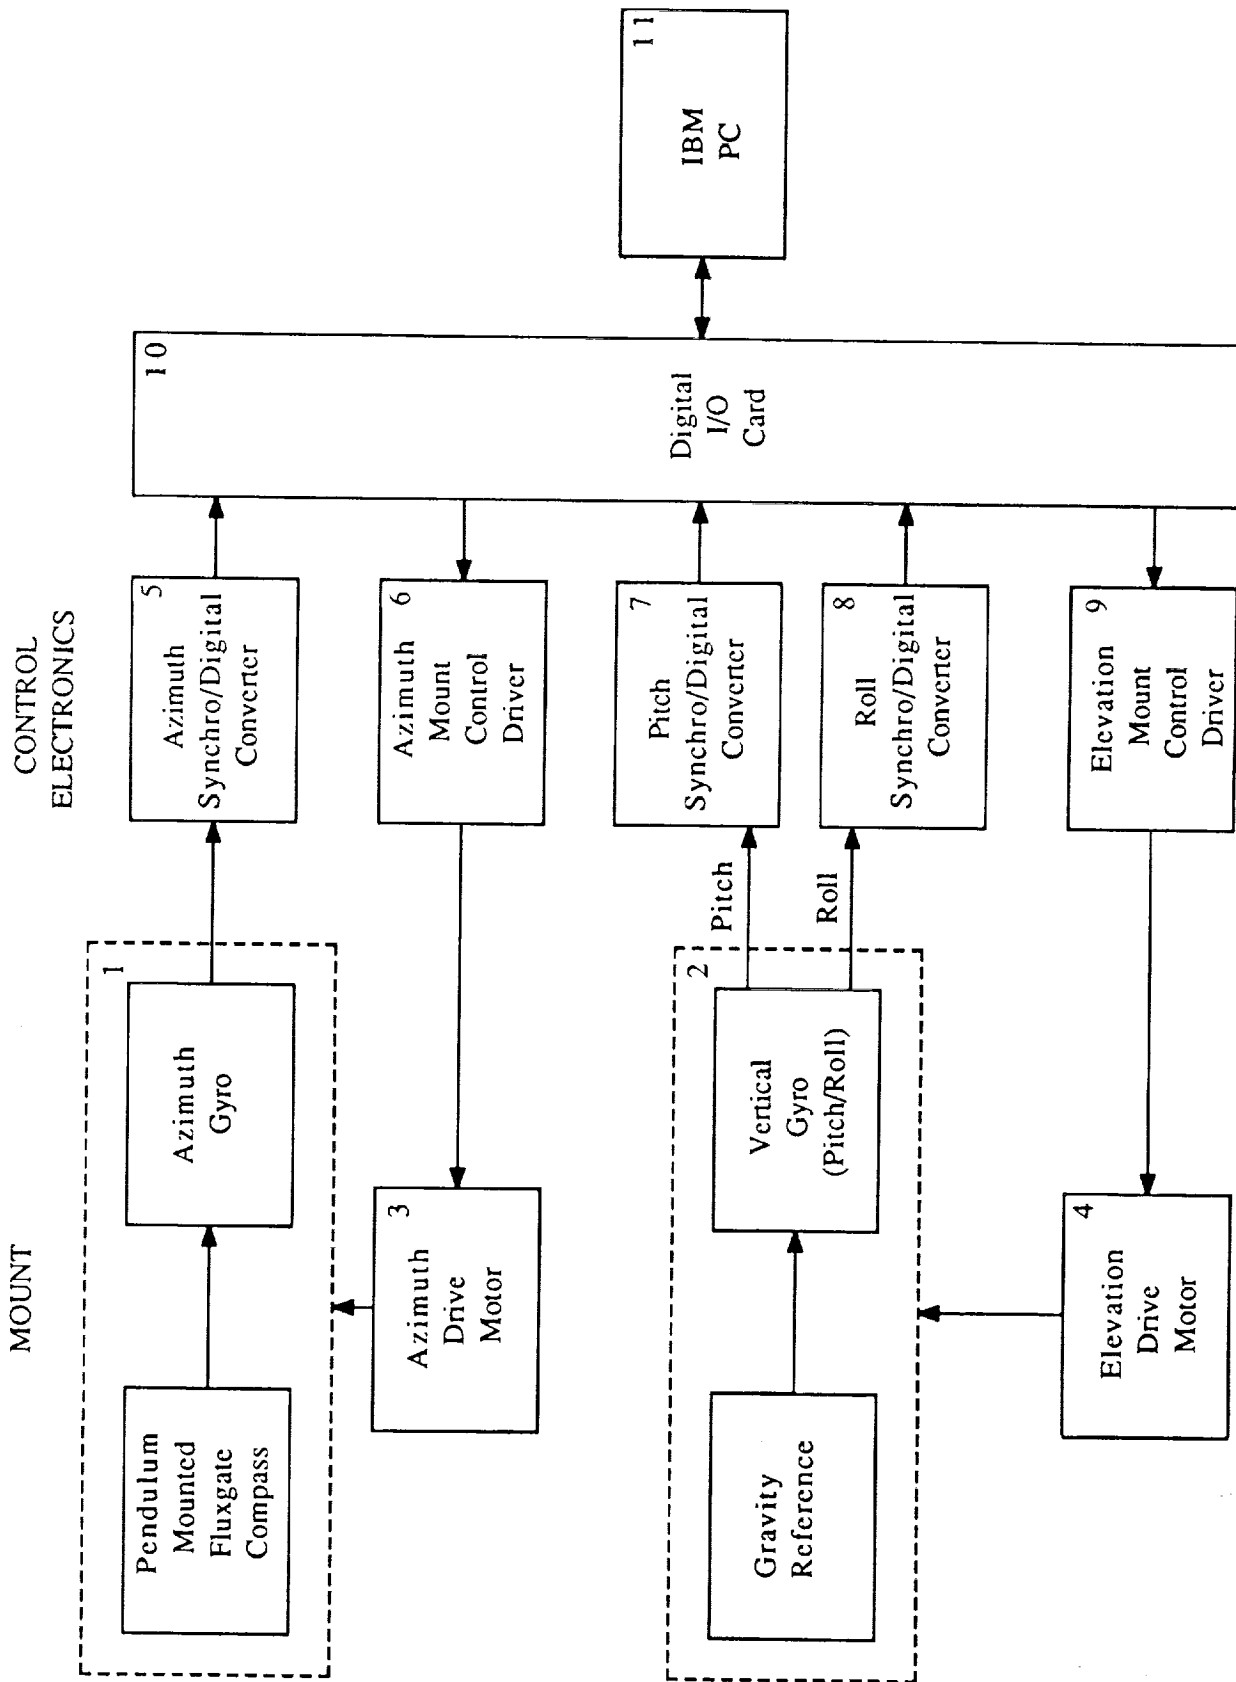 MOUNT
CONTROL
ELECTRONICS
1
Pendulum
Mounted
Fluxgate
Compass
Azimuth
Gyro
5
Azimuth
Synchro/Digital
Converter
10
Digital
I/O
Card
11
IBM
PC
3
Azimuth
Drive
Motor
6
Azimuth
Mount
Control
Driver
2
Gravity
Reference
Vertical
Gyro
(Pitch/Roll)
Pitch
Roll
7
Pitch
Synchro/Digital
Converter
8
Roll
Synchro/Digital
Converter
4
Elevation
Drive
Motor
9
Elevation
Mount
Control
Driver